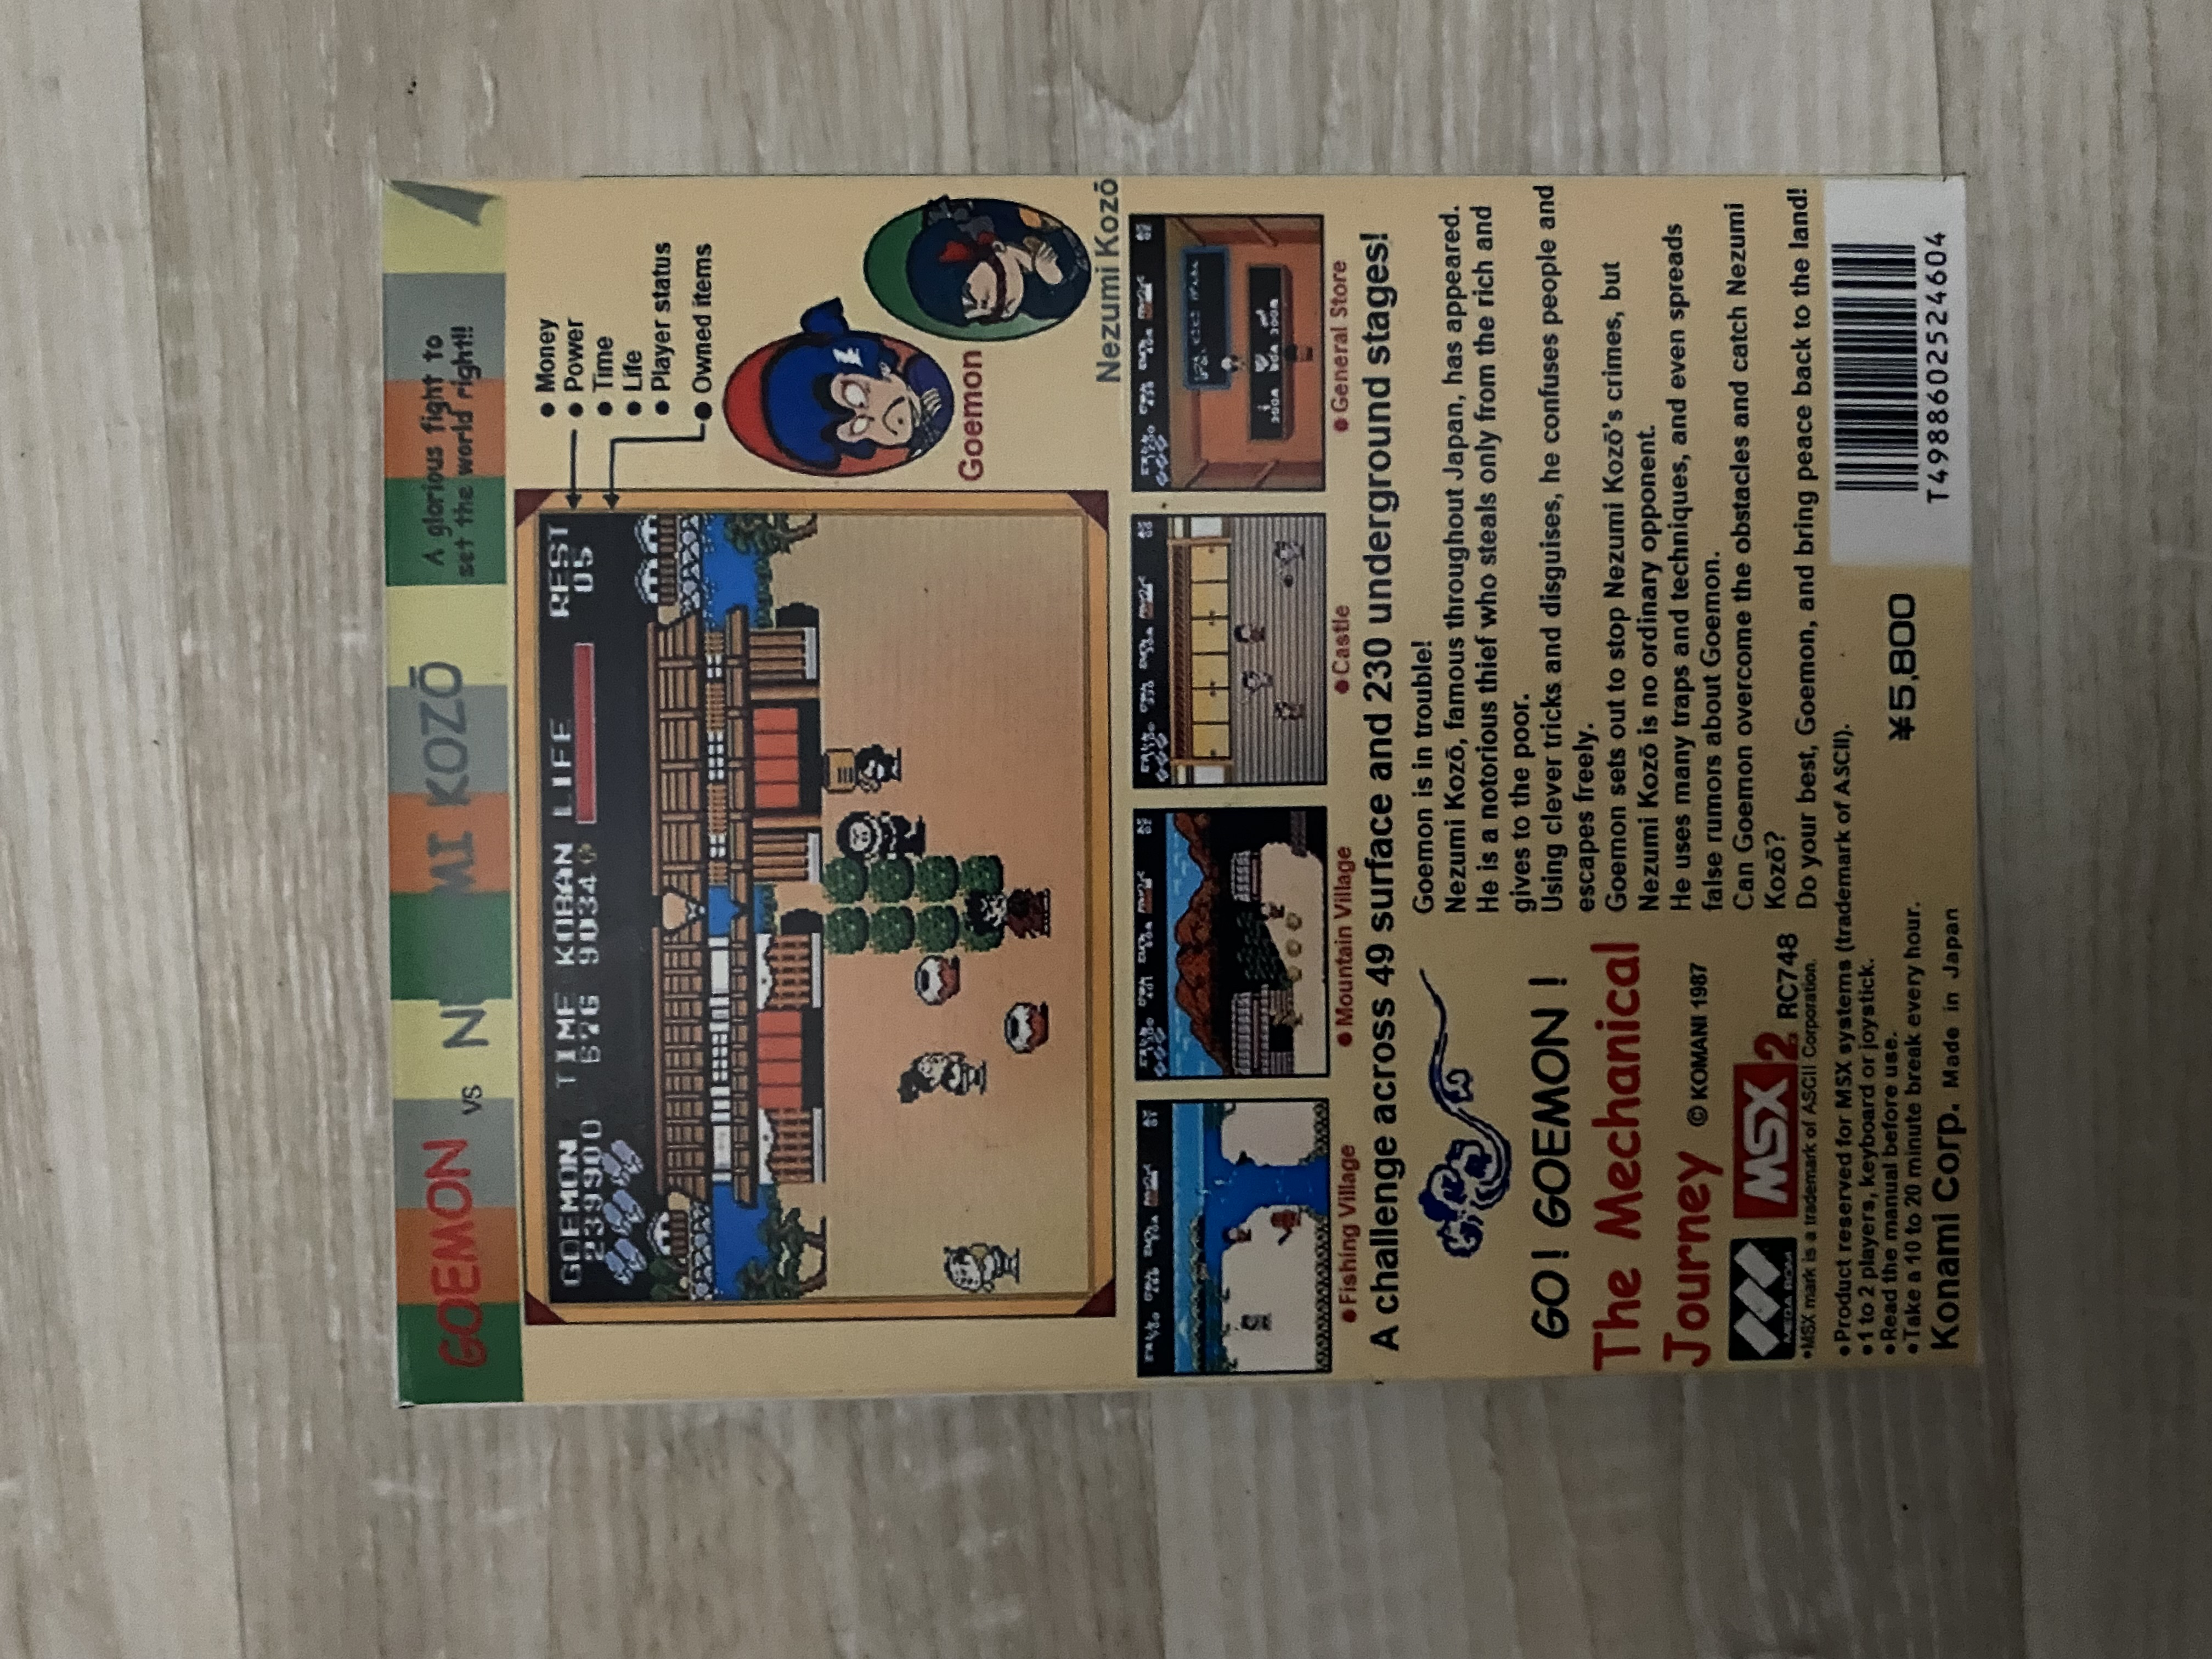 GOEMON vs N MI KOZŌ
A glorious fight to
set the world right!!
GOEMON TIME KOBAN LIFE REST
239900 676 9034 05
● Money
● Power
● Time
● Life
● Player status
● Owned items
Goemon
Nezumi Kozō
● Fishing Village
● Mountain Village
● Castle
● General Store
A challenge across 49 surface and 230 underground stages!
Goemon is in trouble!
Nezumi Kozō, famous throughout Japan, has appeared.
He is a notorious thief who steals only from the rich and
gives to the poor.
Using clever tricks and disguises, he confuses people and
escapes freely.
Goemon sets out to stop Nezumi Kozō's crimes, but
Nezumi Kozō is no ordinary opponent.
He uses many traps and techniques, and even spreads
false rumors about Goemon.
Can Goemon overcome the obstacles and catch Nezumi
Kozō?
Do your best, Goemon, and bring peace back to the land!
GO! GOEMON!
The Mechanical
Journey © KOMANI 1987
MEGA ROM
MSX2 RC748
●MSX mark is a trademark of ASCII Corporation.
●Product reserved for MSX systems (trademark of ASCII).
●1 to 2 players, keyboard or joystick.
●Read the manual before use.
●Take a 10 to 20 minute break every hour.
Konami Corp. Made in Japan
¥5,800
T4988602524604